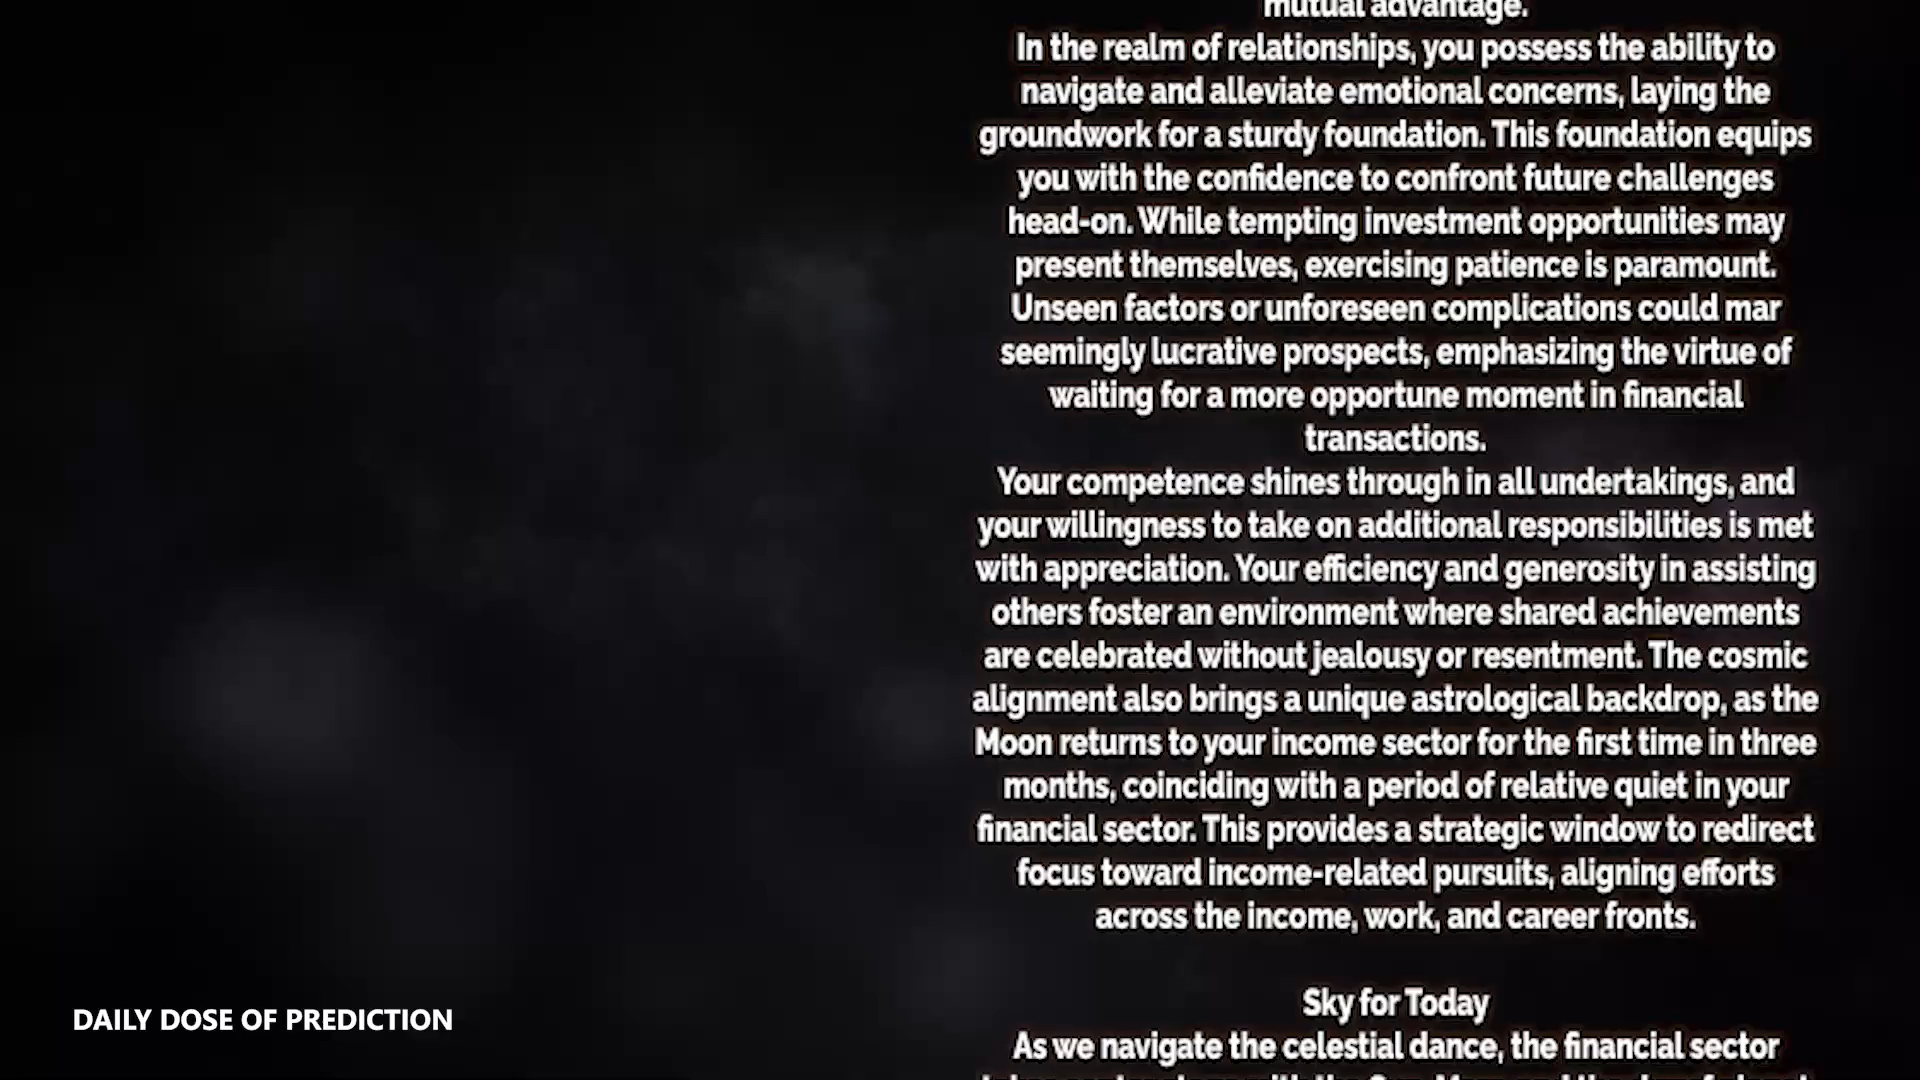 mutual advantage.
In the realm of relationships, you possess the ability to
navigate and alleviate emotional concerns, laying the
groundwork for a sturdy foundation. This foundation equips
you with the confidence to confront future challenges
head-on. While tempting investment opportunities may
present themselves, exercising patience is paramount.
Unseen factors or unforeseen complications could mar
seemingly lucrative prospects, emphasizing the virtue of
waiting for a more opportune moment in financial
transactions.
Your competence shines through in all undertakings, and
your willingness to take on additional responsibilities is met
with appreciation. Your efficiency and generosity in assisting
others foster an environment where shared achievements
are celebrated without jealousy or resentment. The cosmic
alignment also brings a unique astrological backdrop, as the
Moon returns to your income sector for the first time in three
months, coinciding with a period of relative quiet in your
financial sector. This provides a strategic window to redirect
focus toward income-related pursuits, aligning efforts
across the income, work, and career fronts.
Sky for Today
As we navigate the celestial dance, the financial sector
DAILY DOSE OF PREDICTION